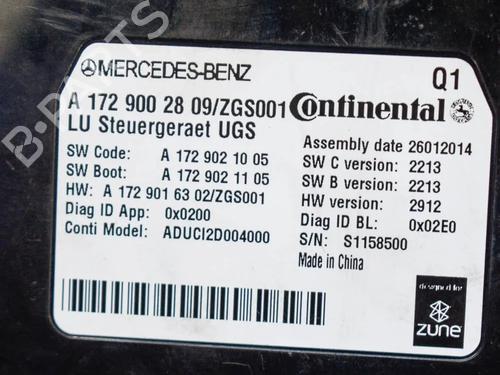 B-PARTS
MERCEDES-BENZ
Q1
A 172 900 28 09/ZGS001
Continental
LU Steuergeraet UGS
Assembly date 26012014
SW Code: A 172 902 10 05
SW C version: 2213
SW Boot: A 172 902 11 05
SW B version: 2213
HW: A 172 901 63 02/ZGS001
HW version: 2912
Diag ID App: 0x0200
Diag ID BL: 0x02E0
Conti Model: ADUCI2D004000
S/N: S1158500
Made in China
designed for
zune